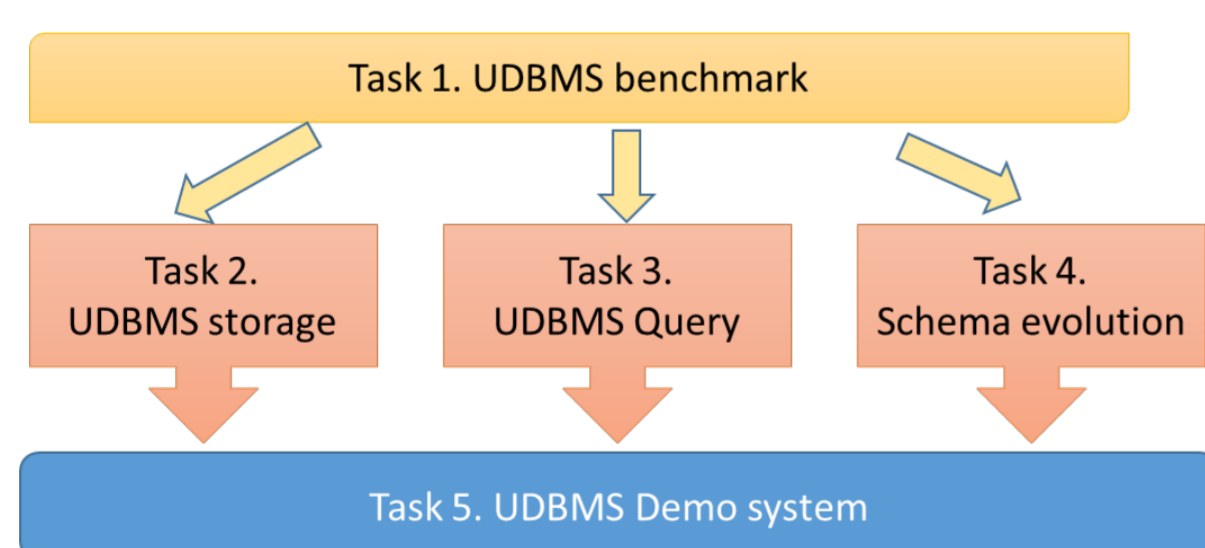 Task 1. UDBMS benchmark
Task 2.
UDBMS storage
Task 3.
UDBMS Query
Task 4.
Schema evolution
Task 5. UDBMS Demo system